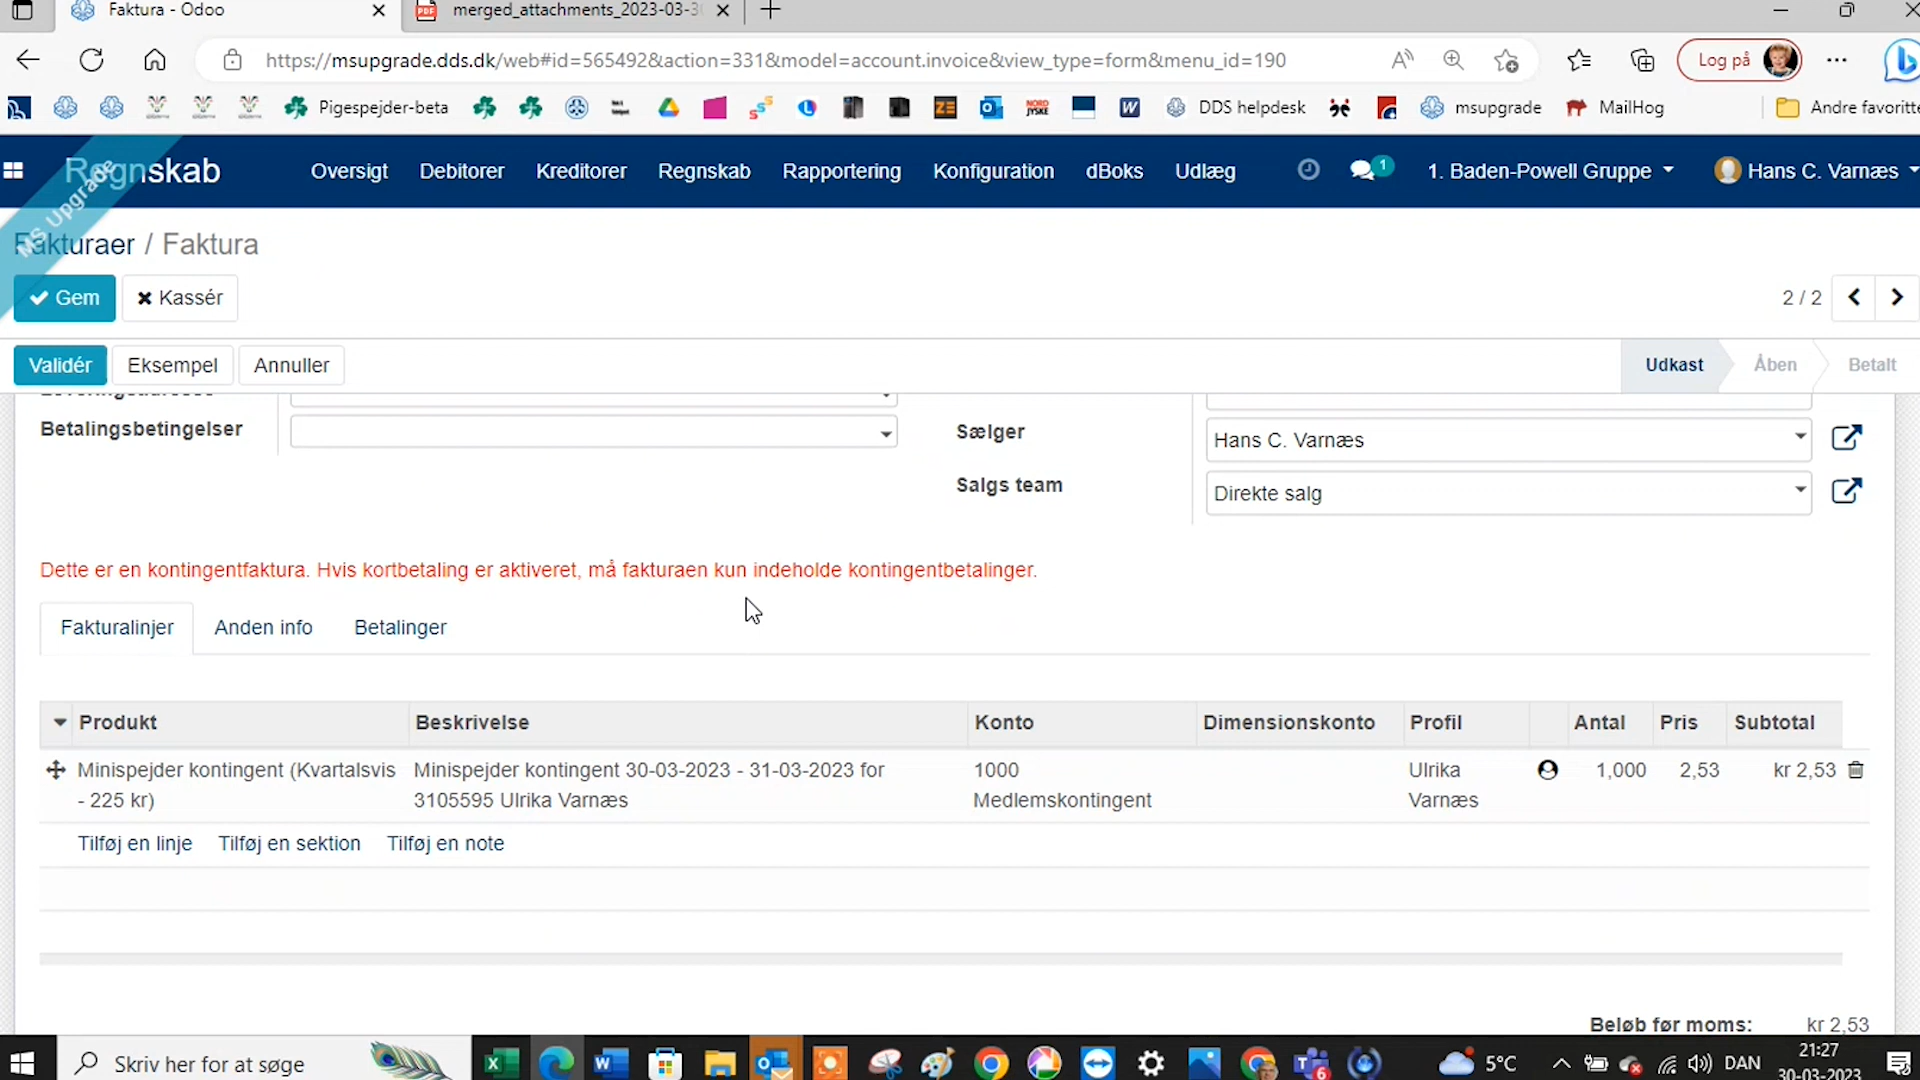 Faktura - Odoo
merged_attachments_2023-03-3
https://msupgrade.dds.dk/web#id=565492&action=331&model=account.invoice&view_type=form&menu_id=190
Log på
Pigespejder-beta
DDS helpdesk
msupgrade
MailHog
Andre favoritte
MS Upgrade
Regnskab
Oversigt
Debitorer
Kreditorer
Regnskab
Rapportering
Konfiguration
dBoks
Udlæg
1
1. Baden-Powell Gruppe
Hans C. Varnæs
Fakturaer / Faktura
Gem
Kassér
2 / 2
Validér
Eksempel
Annuller
Udkast
Åben
Betalt
Betalingsbetingelser
Sælger
Hans C. Varnæs
Salgs team
Direkte salg
Dette er en kontingentfaktura. Hvis kortbetaling er aktiveret, må fakturaen kun indeholde kontingentbetalinger.
Fakturalinjer
Anden info
Betalinger
Produkt
Beskrivelse
Konto
Dimensionskonto
Profil
Antal
Pris
Subtotal
Minispejder kontingent (Kvartalsvis
- 225 kr)
Minispejder kontingent 30-03-2023 - 31-03-2023 for
3105595 Ulrika Varnæs
1000
Medlemskontingent
Ulrika
Varnæs
1,000
2,53
kr 2,53
Tilføj en linje
Tilføj en sektion
Tilføj en note
Beløb før moms:
kr 2,53
Skriv her for at søge
5°C
DAN
21:27
30-03-2023